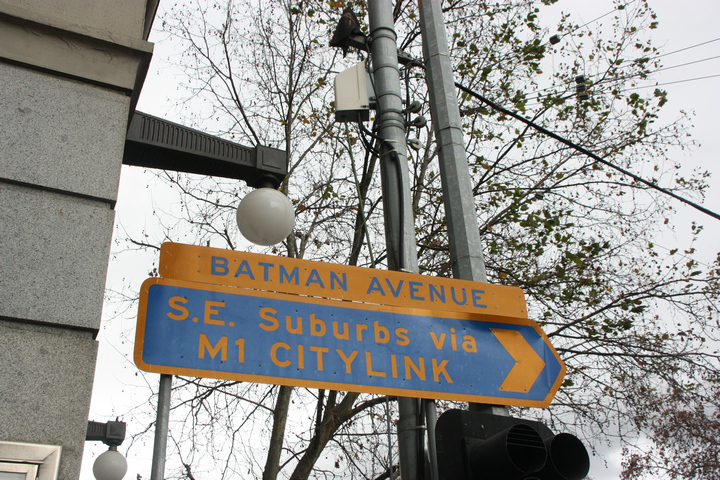 BATMAN AVENUE
S.E. Suburbs via
M1 CITYLINK